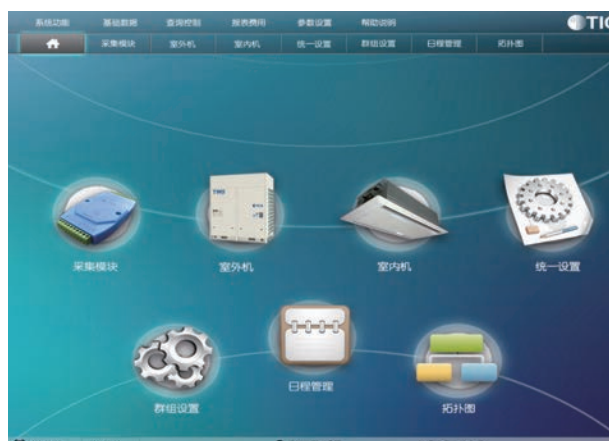 系统功能 基础数据 查询控制 报表费用 参数设置 帮助说明
TIC
采集模块 室外机 室内机 统一设置 群组设置 日程管理 拓扑图
采集模块 室外机 室内机 统一设置
群组设置 日程管理 拓扑图